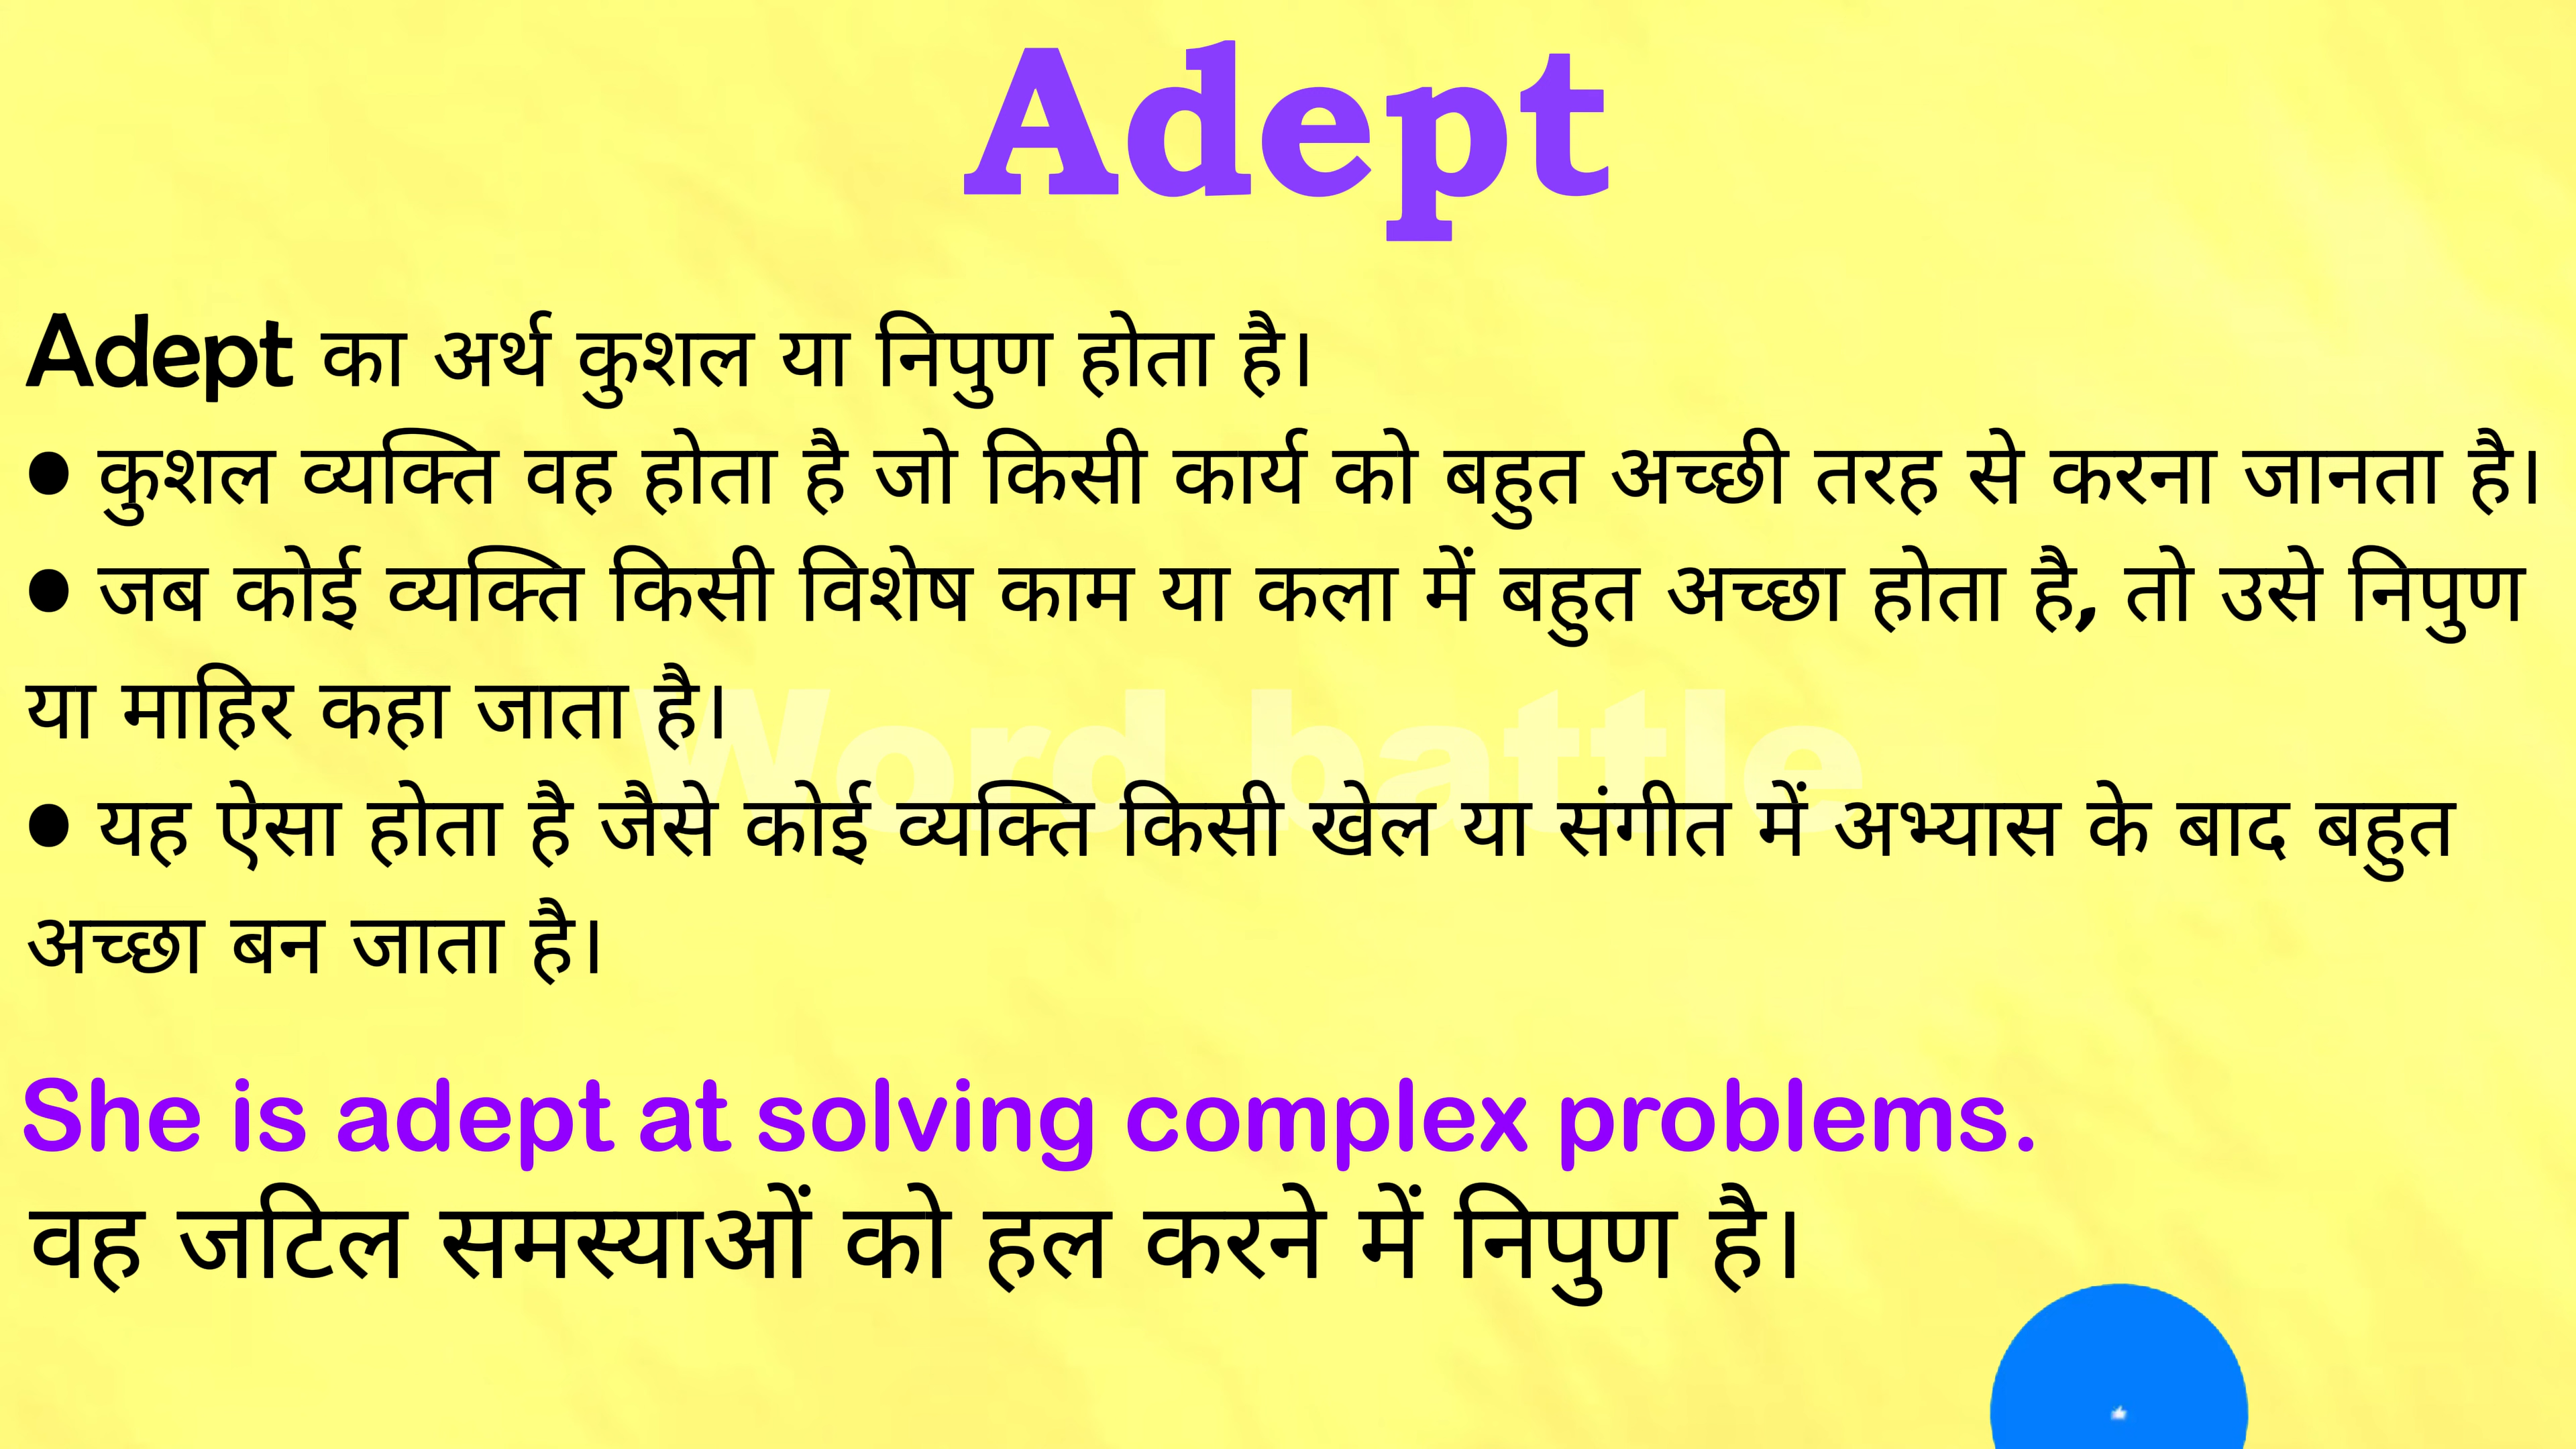 Adept
Adept का अर्थ कुशल या निपुण होता है।
● कुशल व्यक्ति वह होता है जो किसी कार्य को बहुत अच्छी तरह से करना जानता है।
● जब कोई व्यक्ति किसी विशेष काम या कला में बहुत अच्छा होता है, तो उसे निपुण
या माहिर कहा जाता है।
Word battle
● यह ऐसा होता है जैसे कोई व्यक्ति किसी खेल या संगीत में अभ्यास के बाद बहुत
अच्छा बन जाता है।
She is adept at solving complex problems.
वह जटिल समस्याओं को हल करने में निपुण है।